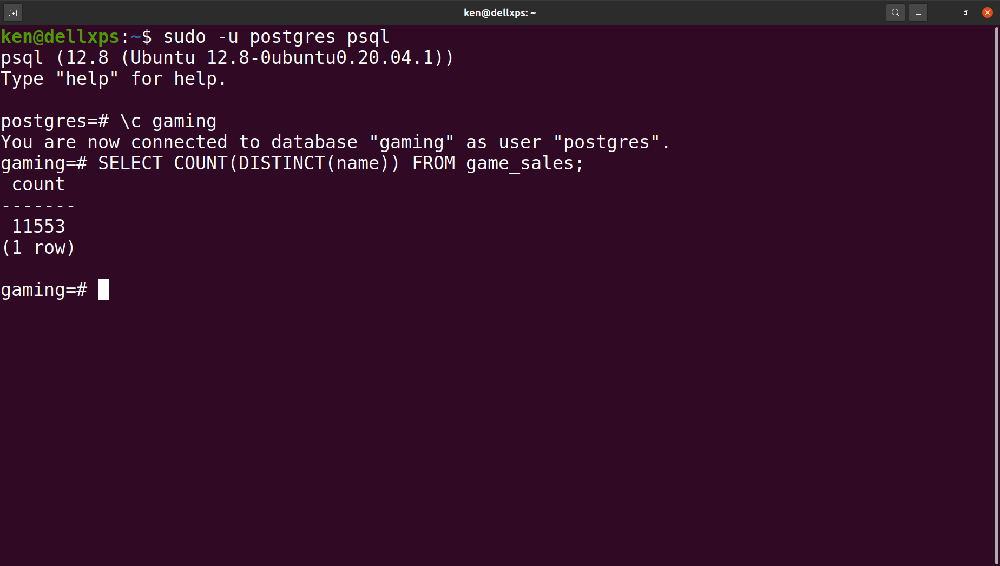 ken@dellxps: ~
ken@dellxps:~$ sudo -u postgres psql
psql (12.8 (Ubuntu 12.8-0ubuntu0.20.04.1))
Type "help" for help.
postgres=# \c gaming
You are now connected to database "gaming" as user "postgres".
gaming=# SELECT COUNT(DISTINCT(name)) FROM game_sales;
 count
-------
 11553
(1 row)
gaming=#